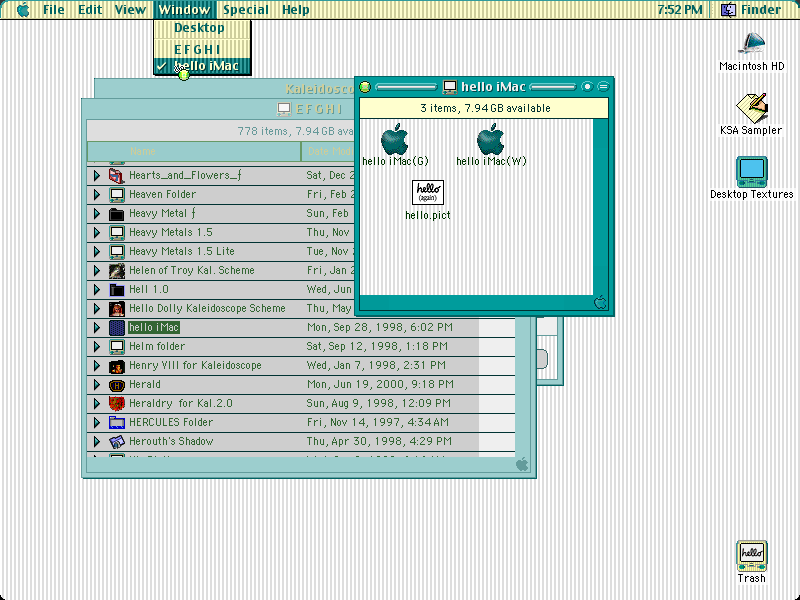 File Edit View Window Special Help 7:52 PM Finder
Desktop
E F G H I
✓ hello iMac
Macintosh HD
KSA Sampler
Desktop Textures
Trash
hello
hello iMac
3 items, 7.94 GB available
hello iMac(G)
hello iMac(W)
hello
(again)
hello.pict
Kaleidosc
E F G H I
778 items, 7.94 GB ava
Name Date Mo
Hearts_and_Flowers_ƒ Sat, Dec 2
Heaven Folder Fri, Feb 2
Heavy Metal ƒ Sun, Feb
Heavy Metals 1.5 Thu, Nov
Heavy Metals 1.5 Lite Tue, Nov
Helen of Troy Kal. Scheme Fri, Jan 2
Hell 1.0 Wed, Jun
Hello Dolly Kaleidoscope Scheme Thu, May
hello iMac Mon, Sep 28, 1998, 6:02 PM
Helm folder Sat, Sep 12, 1998, 1:18 PM
Henry VIII for Kaleidoscope Wed, Jan 7, 1998, 2:31 PM
Herald Mon, Jun 19, 2000, 9:18 PM
Heraldry for Kal.2.0 Sun, Aug 9, 1998, 12:09 PM
HERCULES Folder Fri, Nov 14, 1997, 4:34 AM
Herouth's Shadow Thu, Apr 30, 1998, 4:29 PM